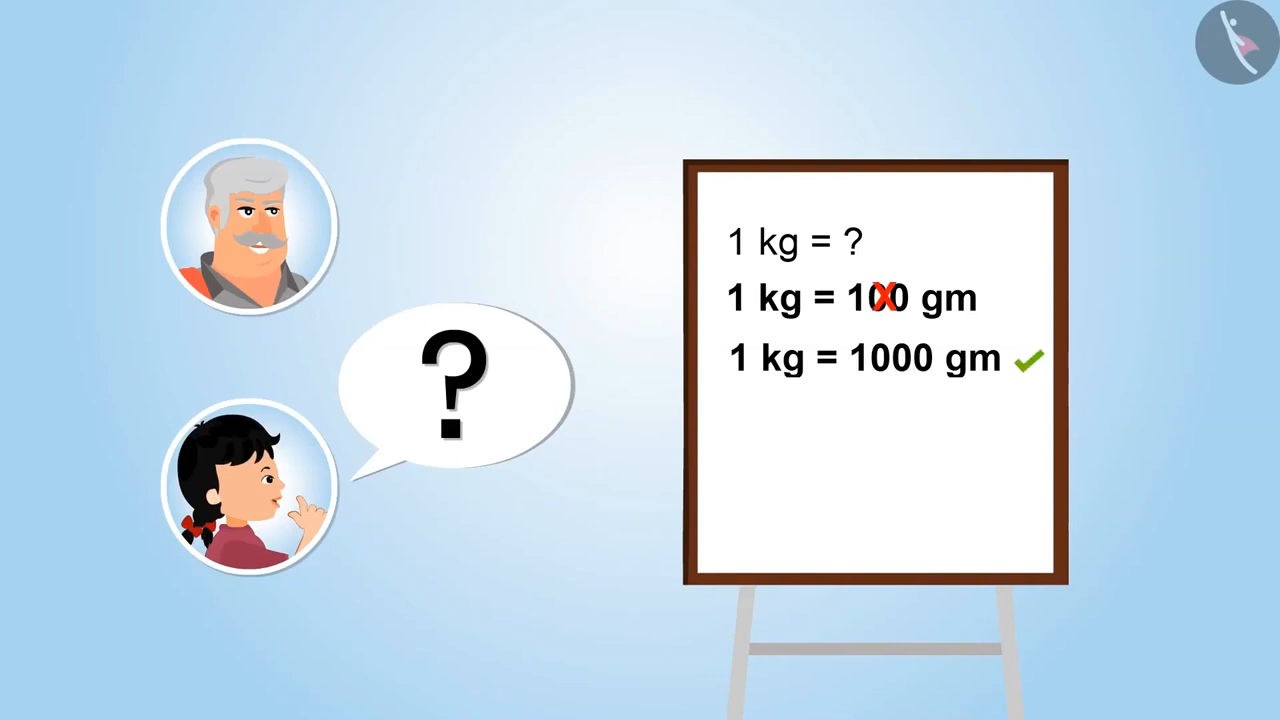 ?
1 kg = ?
1 kg = 100 gm
1 kg = 1000 gm